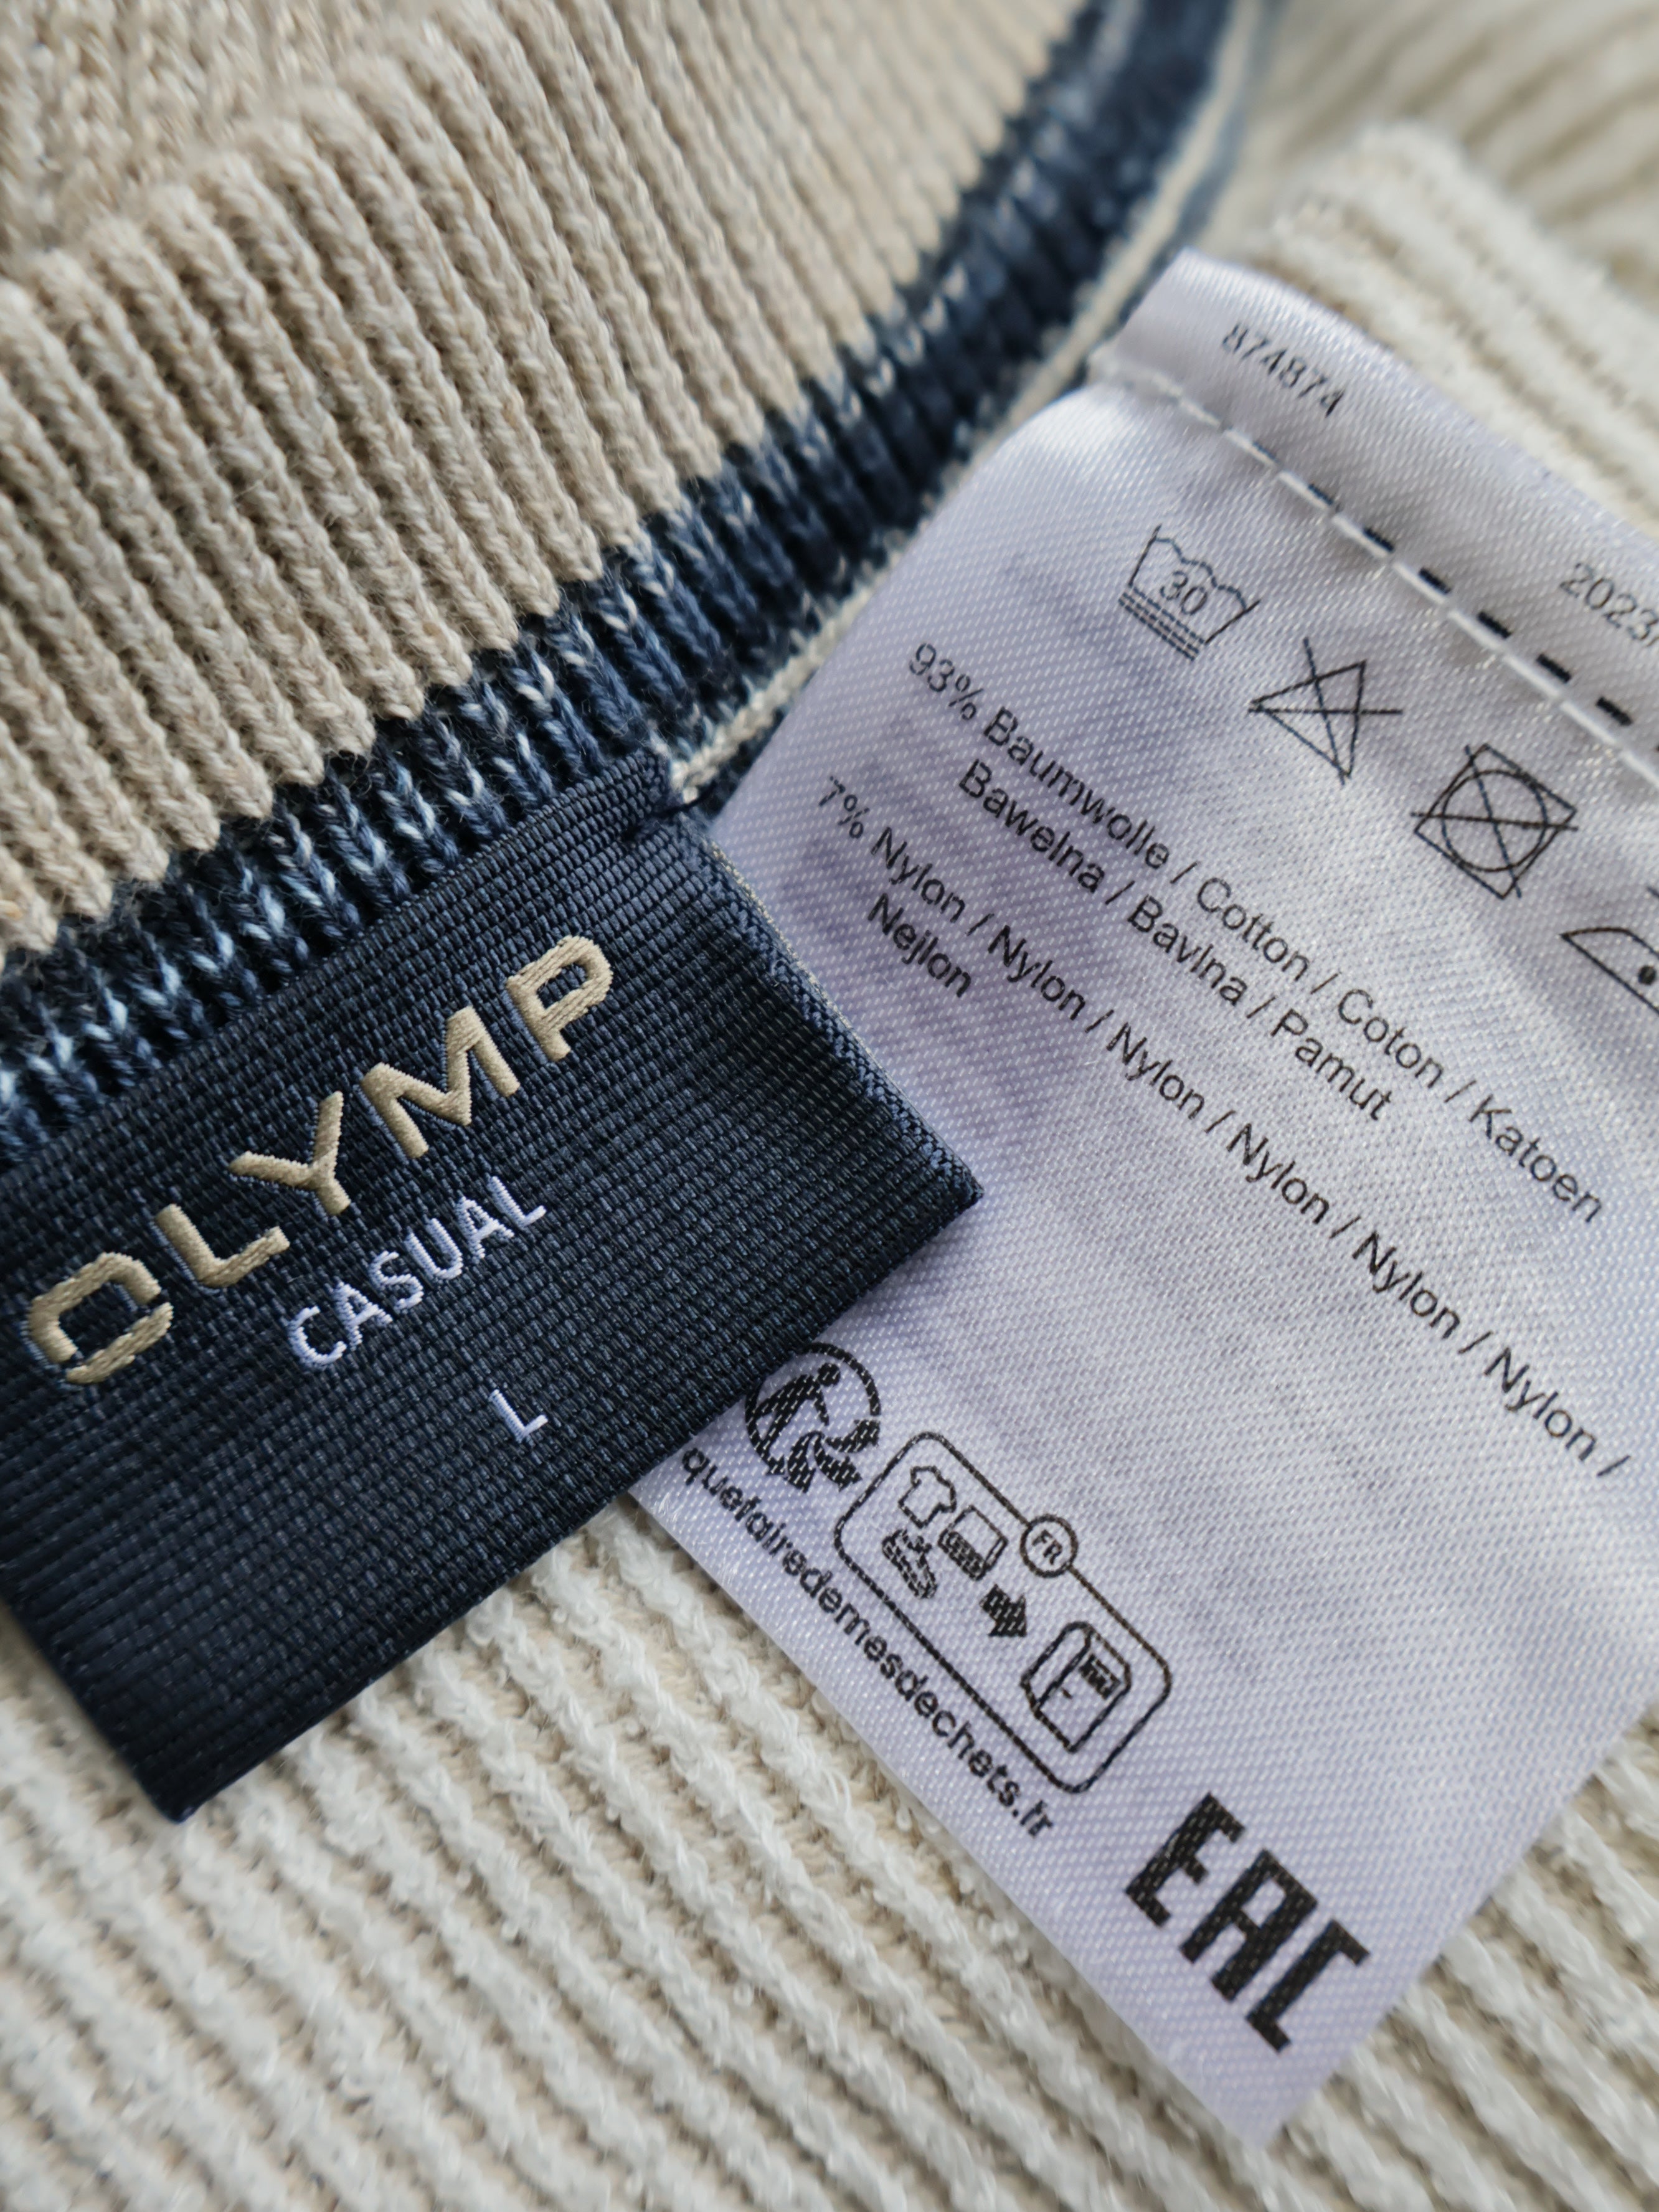 OLYMP
CASUAL
L
874874
2023
30
93% Baumwolle / Cotton / Coton / Katoen
Bawełna / Bavlna / Pamut
7% Nylon / Nylon / Nylon / Nylon / Nylon / Nylon /
Nejlon
FR
quefairedemesdechets.fr
EAC